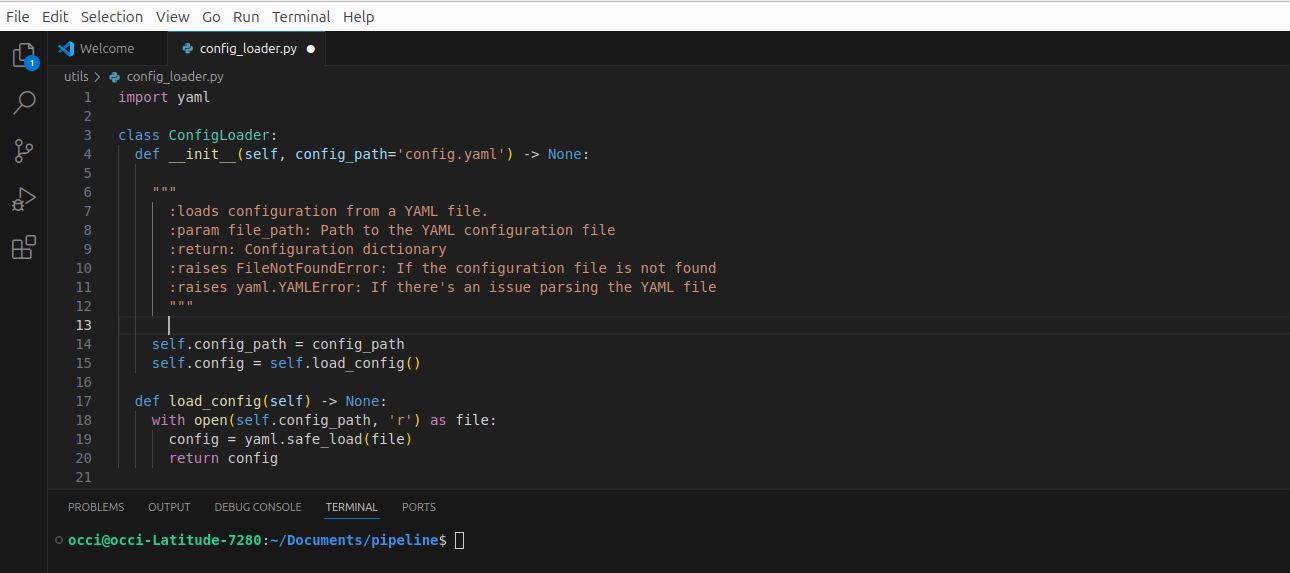 File Edit Selection View Go Run Terminal Help
Welcome config_loader.py
1
utils > config_loader.py
1 import yaml
2
3 class ConfigLoader:
4 def __init__(self, config_path='config.yaml') -> None:
5
6 """
7 :loads configuration from a YAML file.
8 :param file_path: Path to the YAML configuration file
9 :return: Configuration dictionary
10 :raises FileNotFoundError: If the configuration file is not found
11 :raises yaml.YAMLError: If there's an issue parsing the YAML file
12 """
13
14 self.config_path = config_path
15 self.config = self.load_config()
16
17 def load_config(self) -> None:
18 with open(self.config_path, 'r') as file:
19 config = yaml.safe_load(file)
20 return config
21
PROBLEMS OUTPUT DEBUG CONSOLE TERMINAL PORTS
occi@occi-Latitude-7280:~/Documents/pipeline$